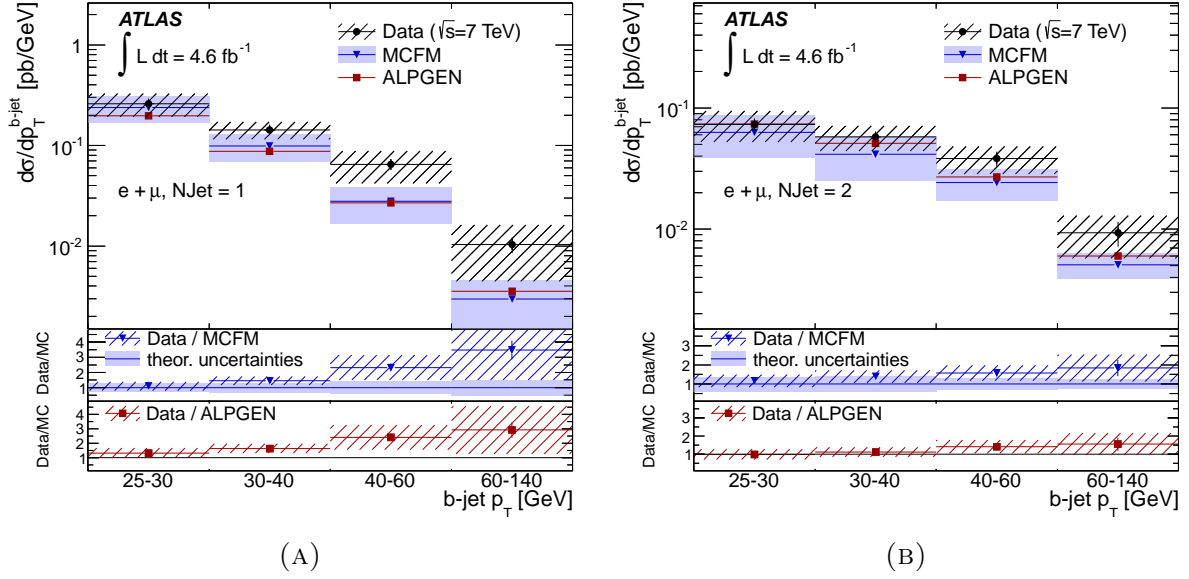 ATLAS
∫ L dt = 4.6 fb⁻¹
Data (√s=7 TeV)
MCFM
ALPGEN
e + μ, NJet = 1
dσ/dp_T^{b-jet} [pb/GeV]
1
10⁻¹
10⁻²
Data / MCFM
theor. uncertainties
Data/MC
4
3
2
1
Data / ALPGEN
Data/MC
4
3
2
1
25-30 30-40 40-60 60-140
b-jet p_T [GeV]
(A)
ATLAS
∫ L dt = 4.6 fb⁻¹
Data (√s=7 TeV)
MCFM
ALPGEN
e + μ, NJet = 2
dσ/dp_T^{b-jet} [pb/GeV]
10⁻¹
10⁻²
Data / MCFM
theor. uncertainties
Data/MC
3
2
1
Data / ALPGEN
Data/MC
3
2
1
25-30 30-40 40-60 60-140
b-jet p_T [GeV]
(B)